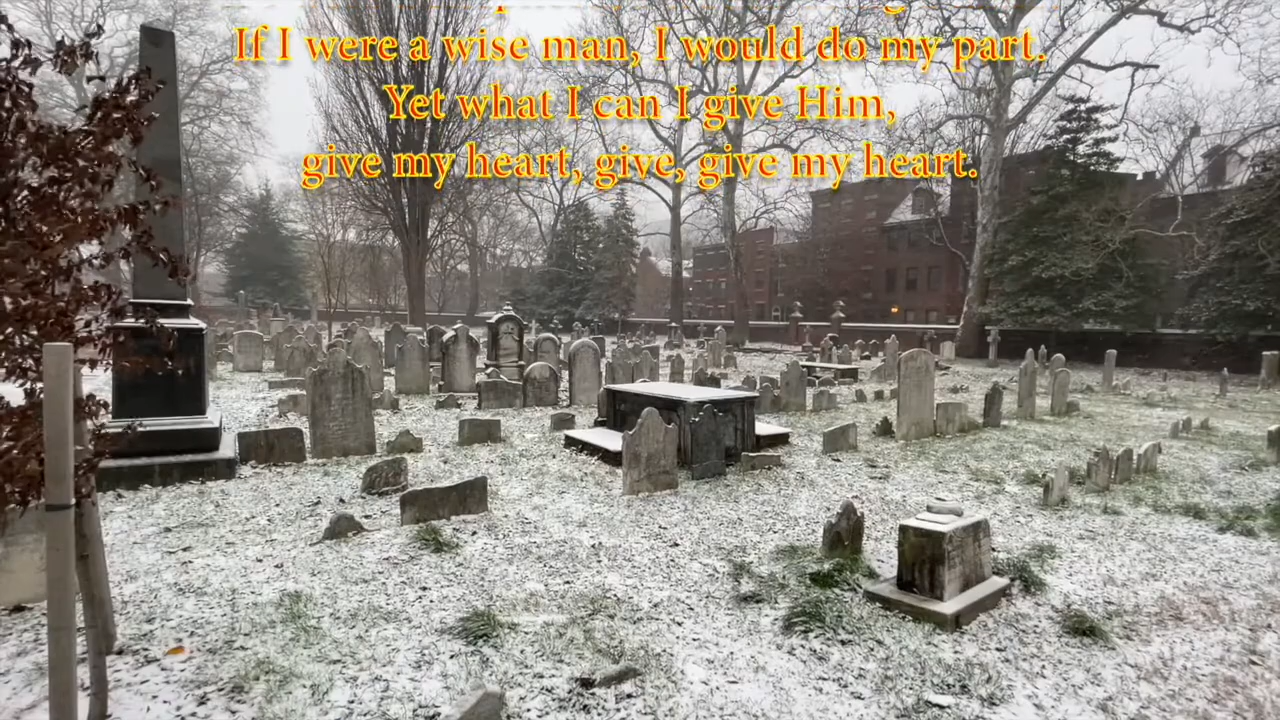 If I were a wise man, I would do my part.
Yet what I can I give Him,
give my heart, give, give my heart.